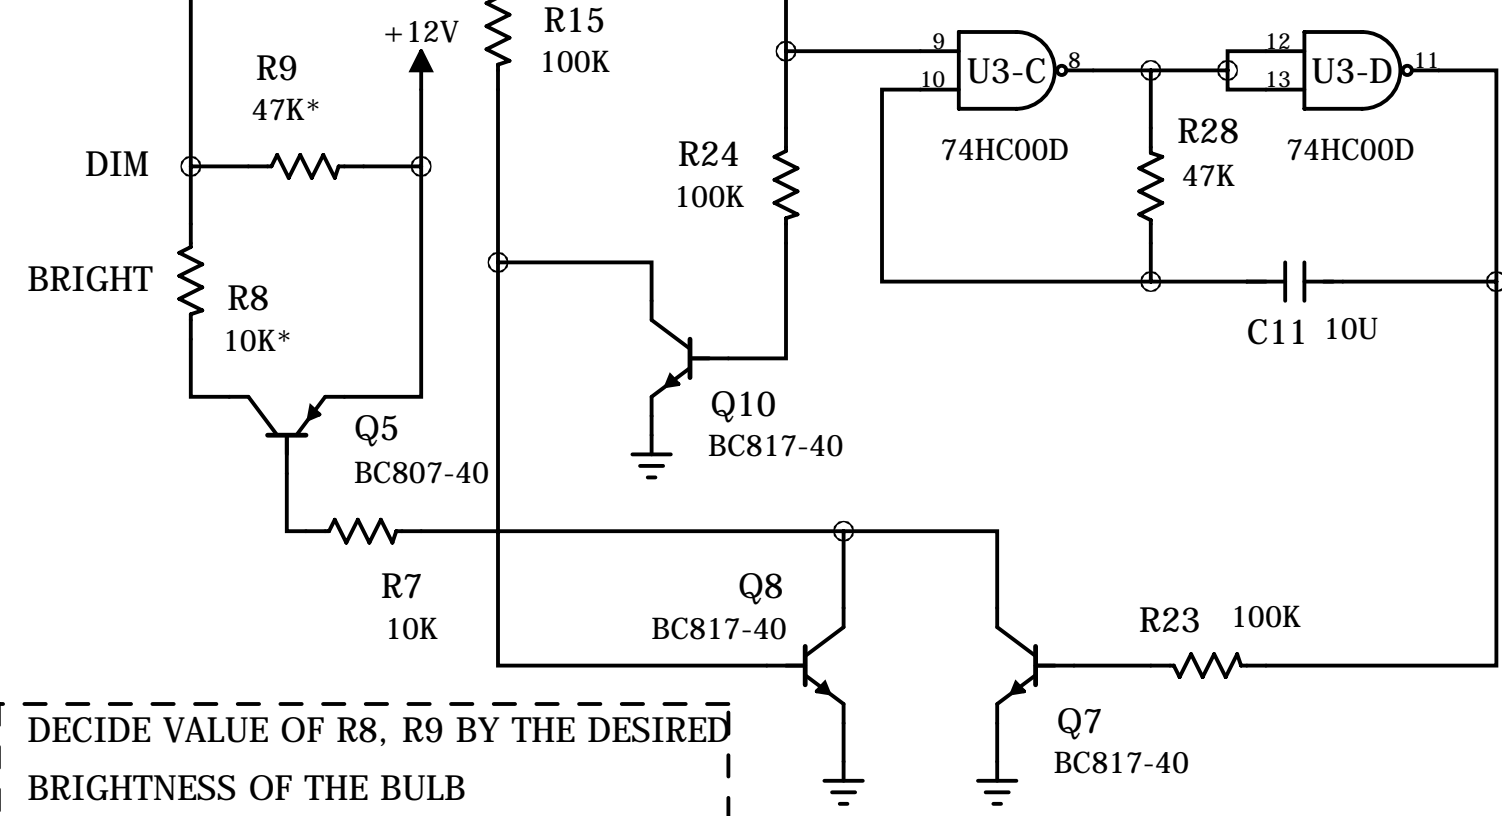 R15
100K
+12V
R9
47K*
9
10
U3-C
8
74HC00D
12
13
U3-D
11
74HC00D
DIM
R24
100K
R28
47K
BRIGHT
R8
10K*
C11 10U
Q5
BC807-40
Q10
BC817-40
R7
10K
Q8
BC817-40
R23 100K
Q7
BC817-40
DECIDE VALUE OF R8, R9 BY THE DESIRED
BRIGHTNESS OF THE BULB